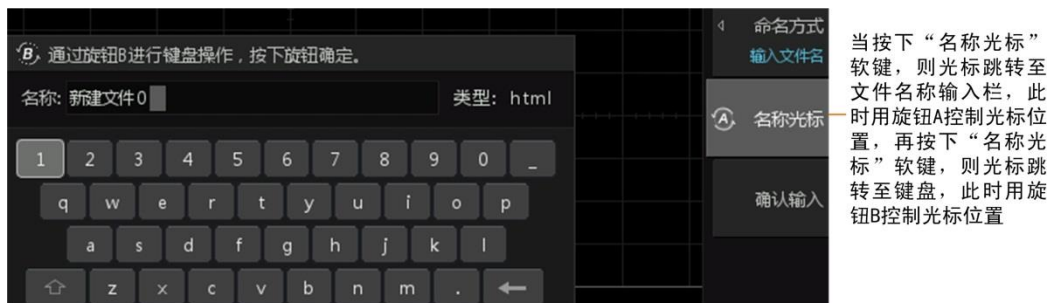 Ⓑ 通过旋钮B进行键盘操作，按下旋钮确定。
名称: 新建文件0 类型: html
1 2 3 4 5 6 7 8 9 0 _
q w e r t y u i o p
a s d f g h j k l
⇧ z x c v b n m . ←
命名方式
输入文件名
Ⓐ 名称光标
确认输入
当按下“名称光标”
软键，则光标跳转至
文件名称输入栏，此
时用旋钮A控制光标位
置，再按下“名称光
标”软键，则光标跳
转至键盘，此时用旋
钮B控制光标位置